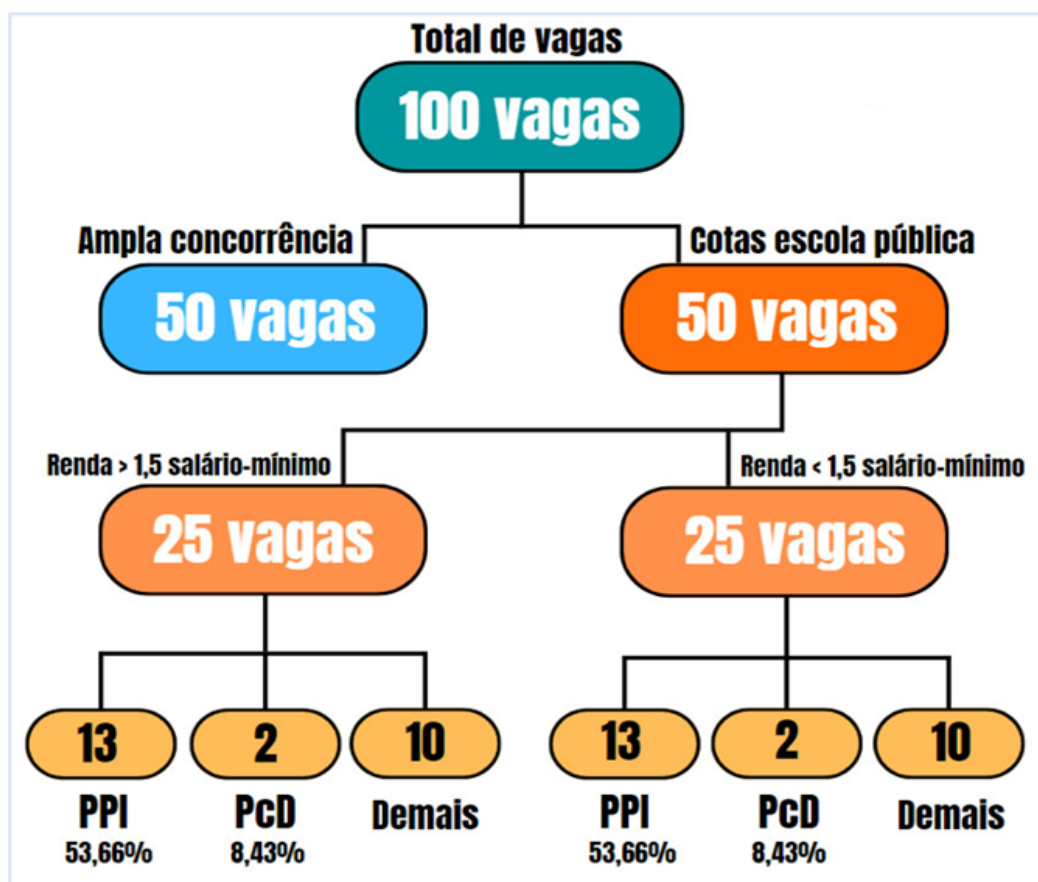 Total de vagas
100 vagas
Ampla concorrência
Cotas escola pública
50 vagas
50 vagas
Renda > 1,5 salário-mínimo
Renda < 1,5 salário-mínimo
25 vagas
25 vagas
13
2
10
13
2
10
PPI
PcD
Demais
PPI
PcD
Demais
53,66%
8,43%
53,66%
8,43%